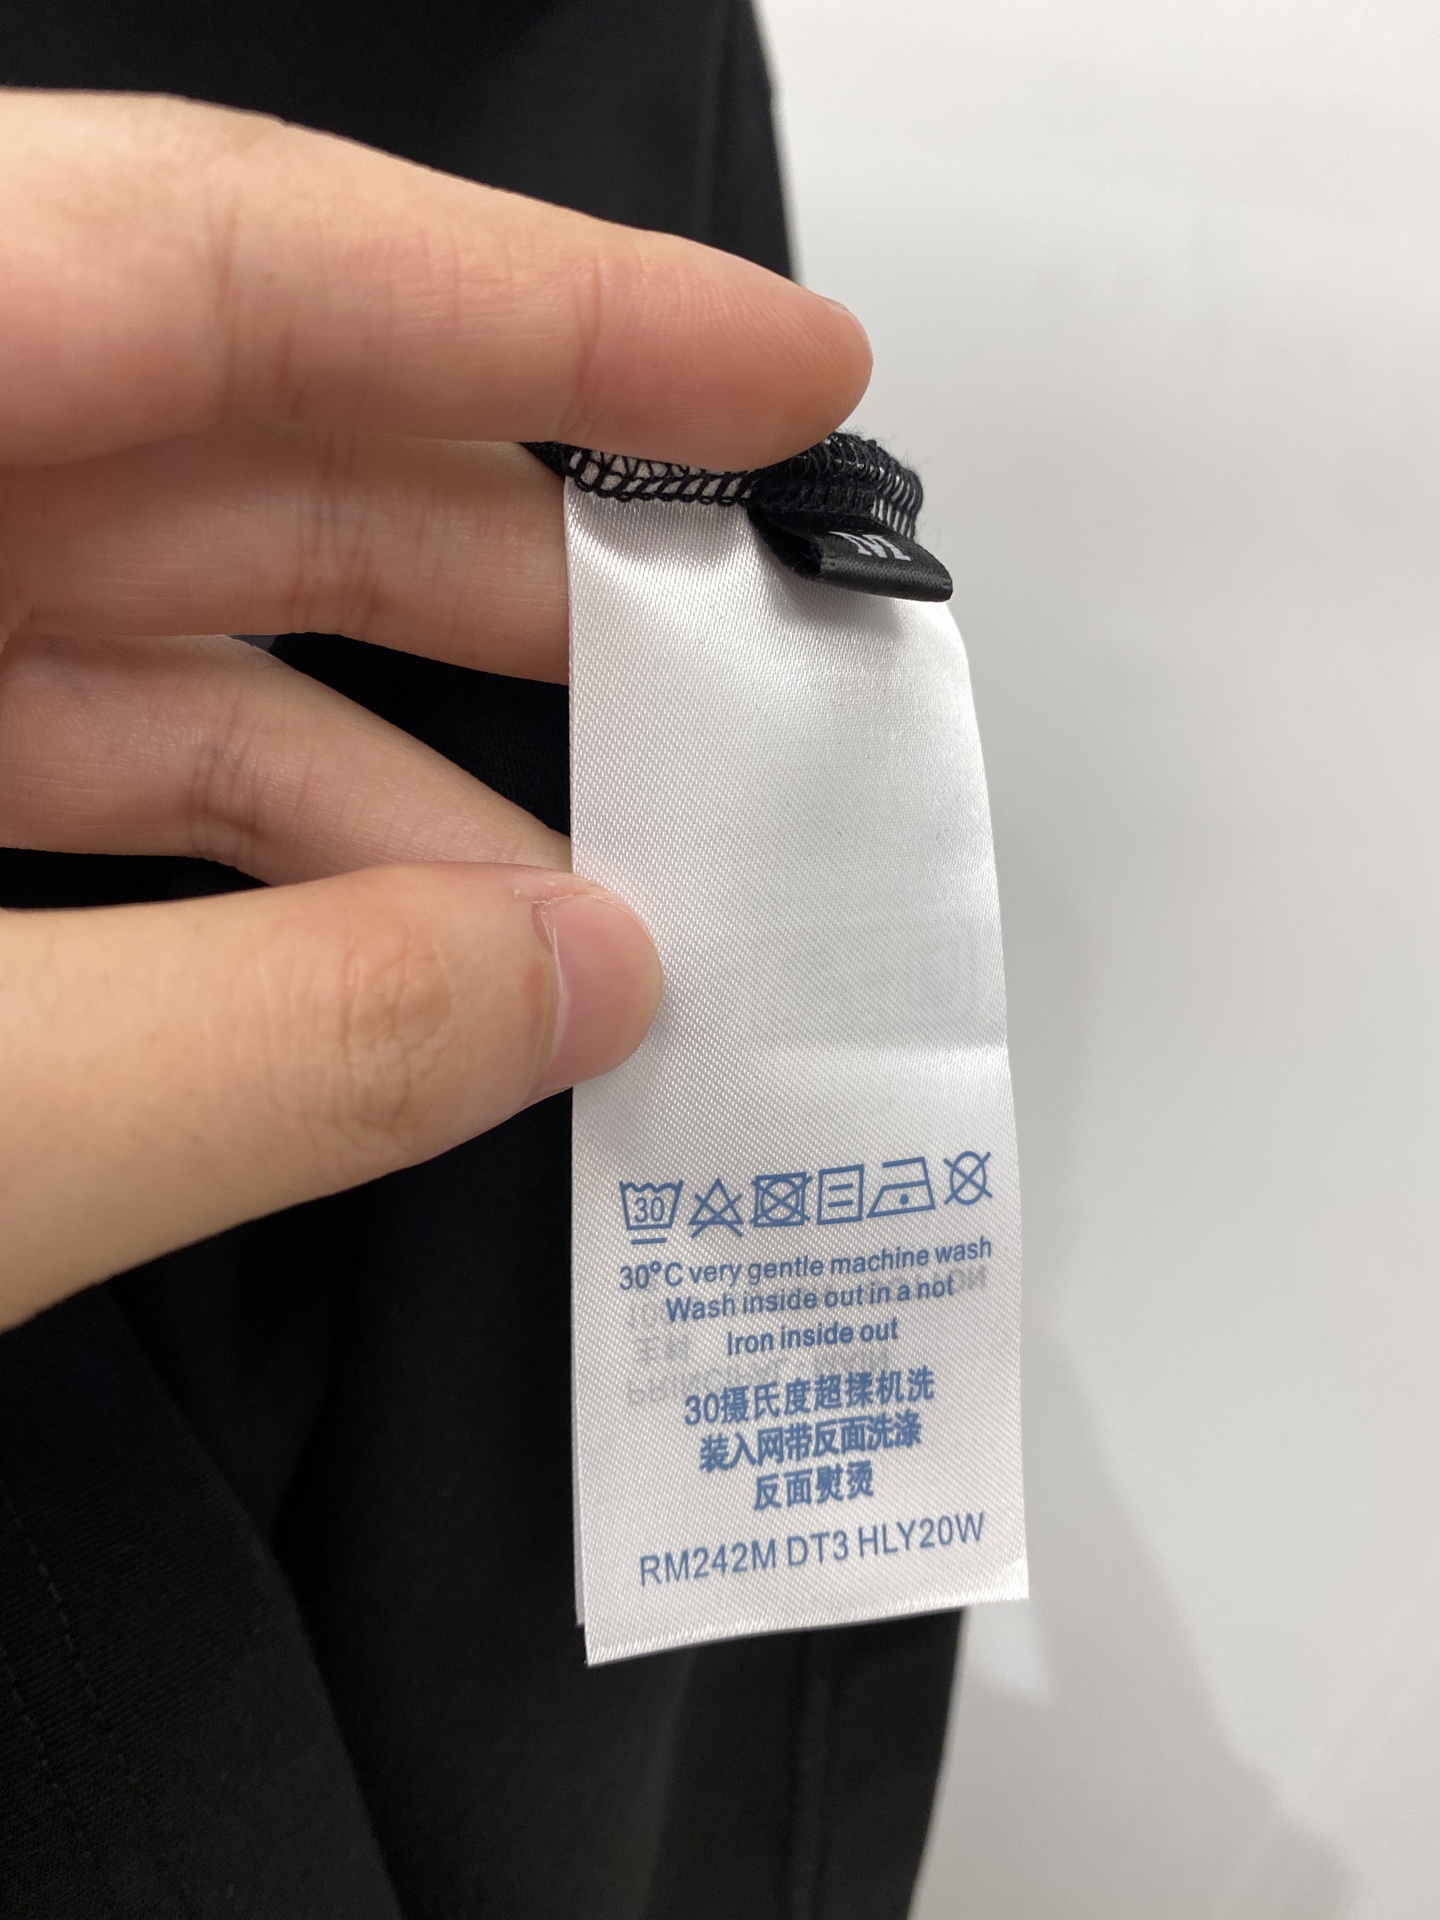 M
30
30°C very gentle machine wash
Wash inside out in a not
Iron inside out
30摄氏度超揉机洗
装入网带反面洗涤
反面熨烫
RM242M DT3 HLY20W